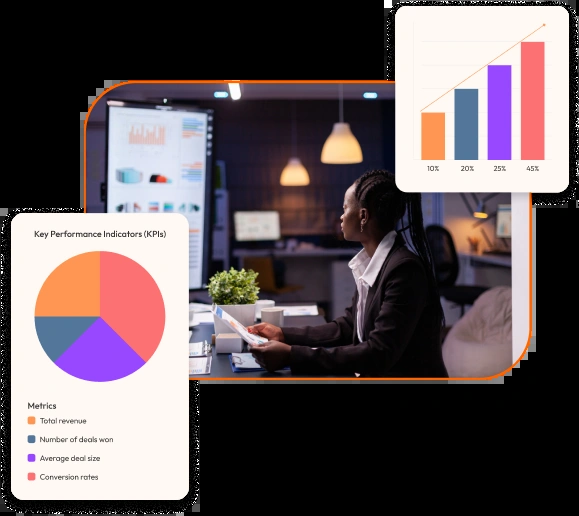 10% 20% 25% 45%
Key Performance Indicators (KPIs)
Metrics
Total revenue
Number of deals won
Average deal size
Conversion rates